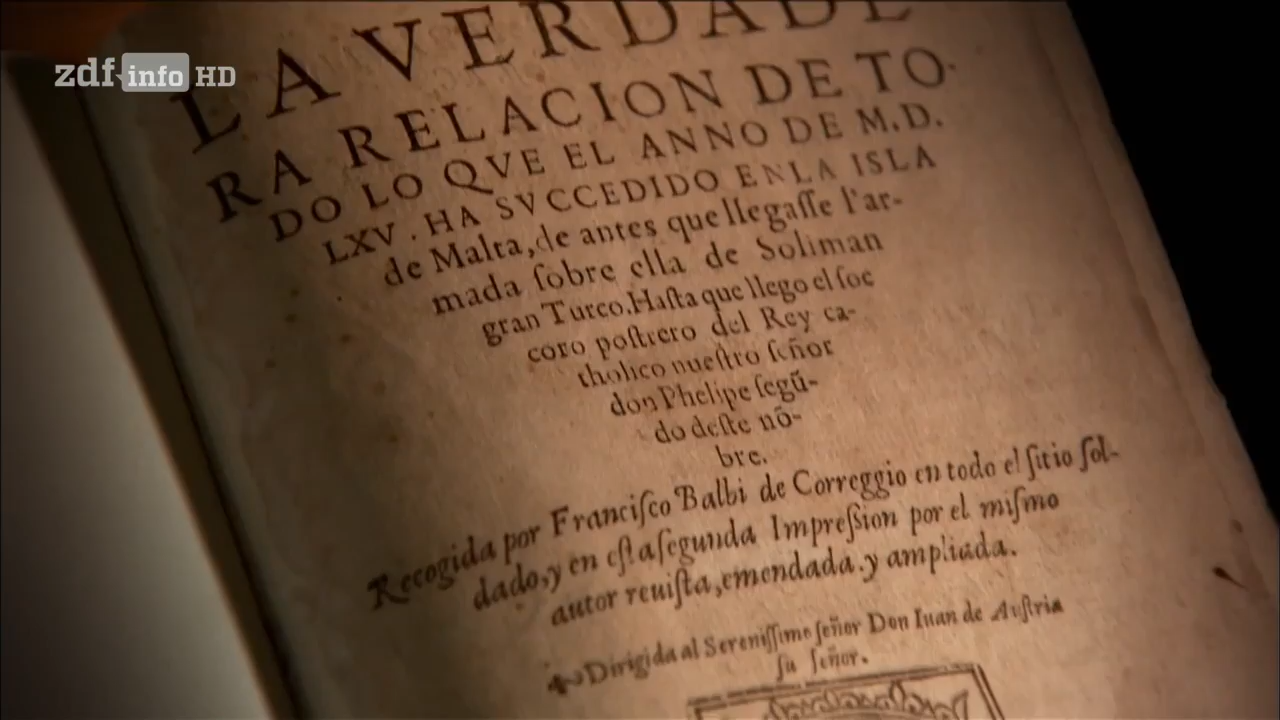 zdf info HD
LA VERDADE
RA RELACION DE TO-
DO LO QVE EL ANNO DE M.D.
LXV. HA SVCCEDIDO EN LA ISLA
de Malta, de antes que llegaſſe l'ar-
mada ſobre ella de Soliman
gran Turco. Haſta que llego el ſoc
coro poſtrero del Rey ca-
tholico nueſtro ſeñor
don Phelipe ſegũ-
do deſte nõ-
bre.
Recogida por Franciſco Balbi de Correggio en todo el ſitio ſol-
dado, y en eſta ſegunda Impreſsion por el miſmo
autor reuiſta, emendada. y ampliada.
Dirigida al Sereniſſimo ſeñor Don Iuan de Auſtria
ſu ſeñor.